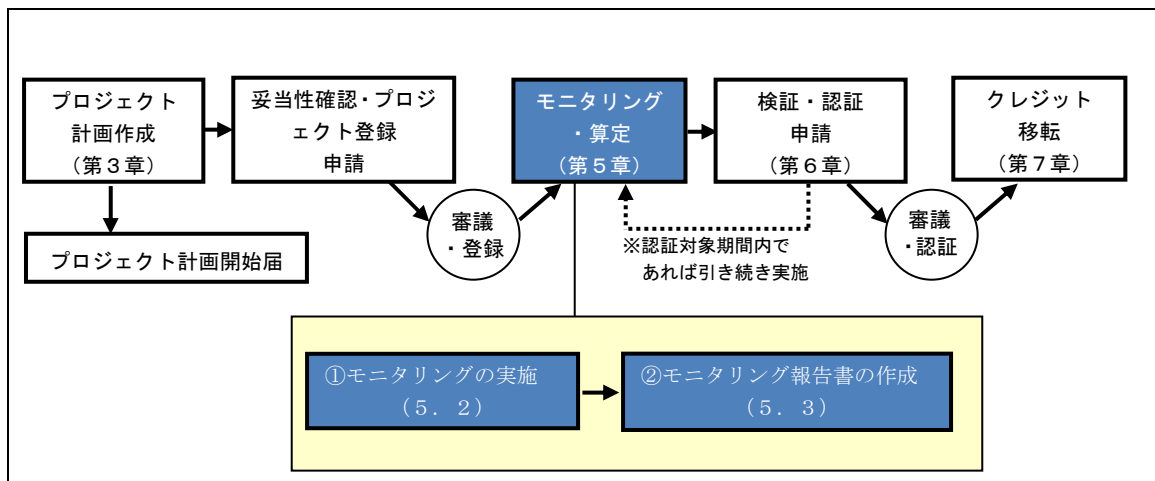 プロジェクト
計画作成
（第３章）
妥当性確認・プロジ
ェクト登録
申請
モニタリング
・算定
（第５章）
検証・認証
申請
（第６章）
クレジット
移転
（第７章）
審議
・登録
審議
・認証
プロジェクト計画開始届
※認証対象期間内で
あれば引き続き実施
①モニタリングの実施
（５．２）
②モニタリング報告書の作成
（５．３）